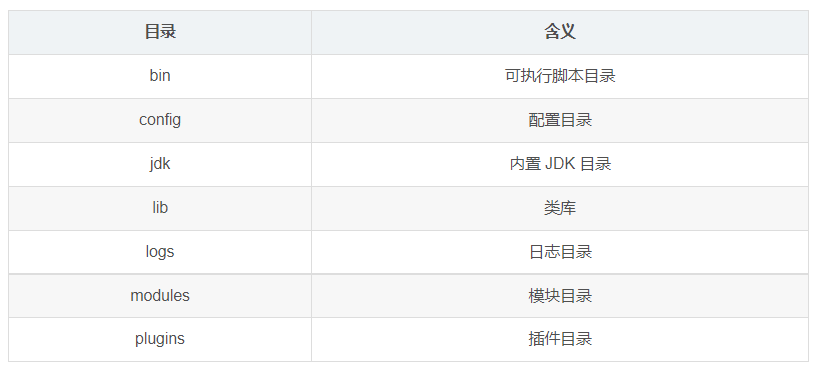 目录 含义
bin 可执行脚本目录
config 配置目录
jdk 内置 JDK 目录
lib 类库
logs 日志目录
modules 模块目录
plugins 插件目录